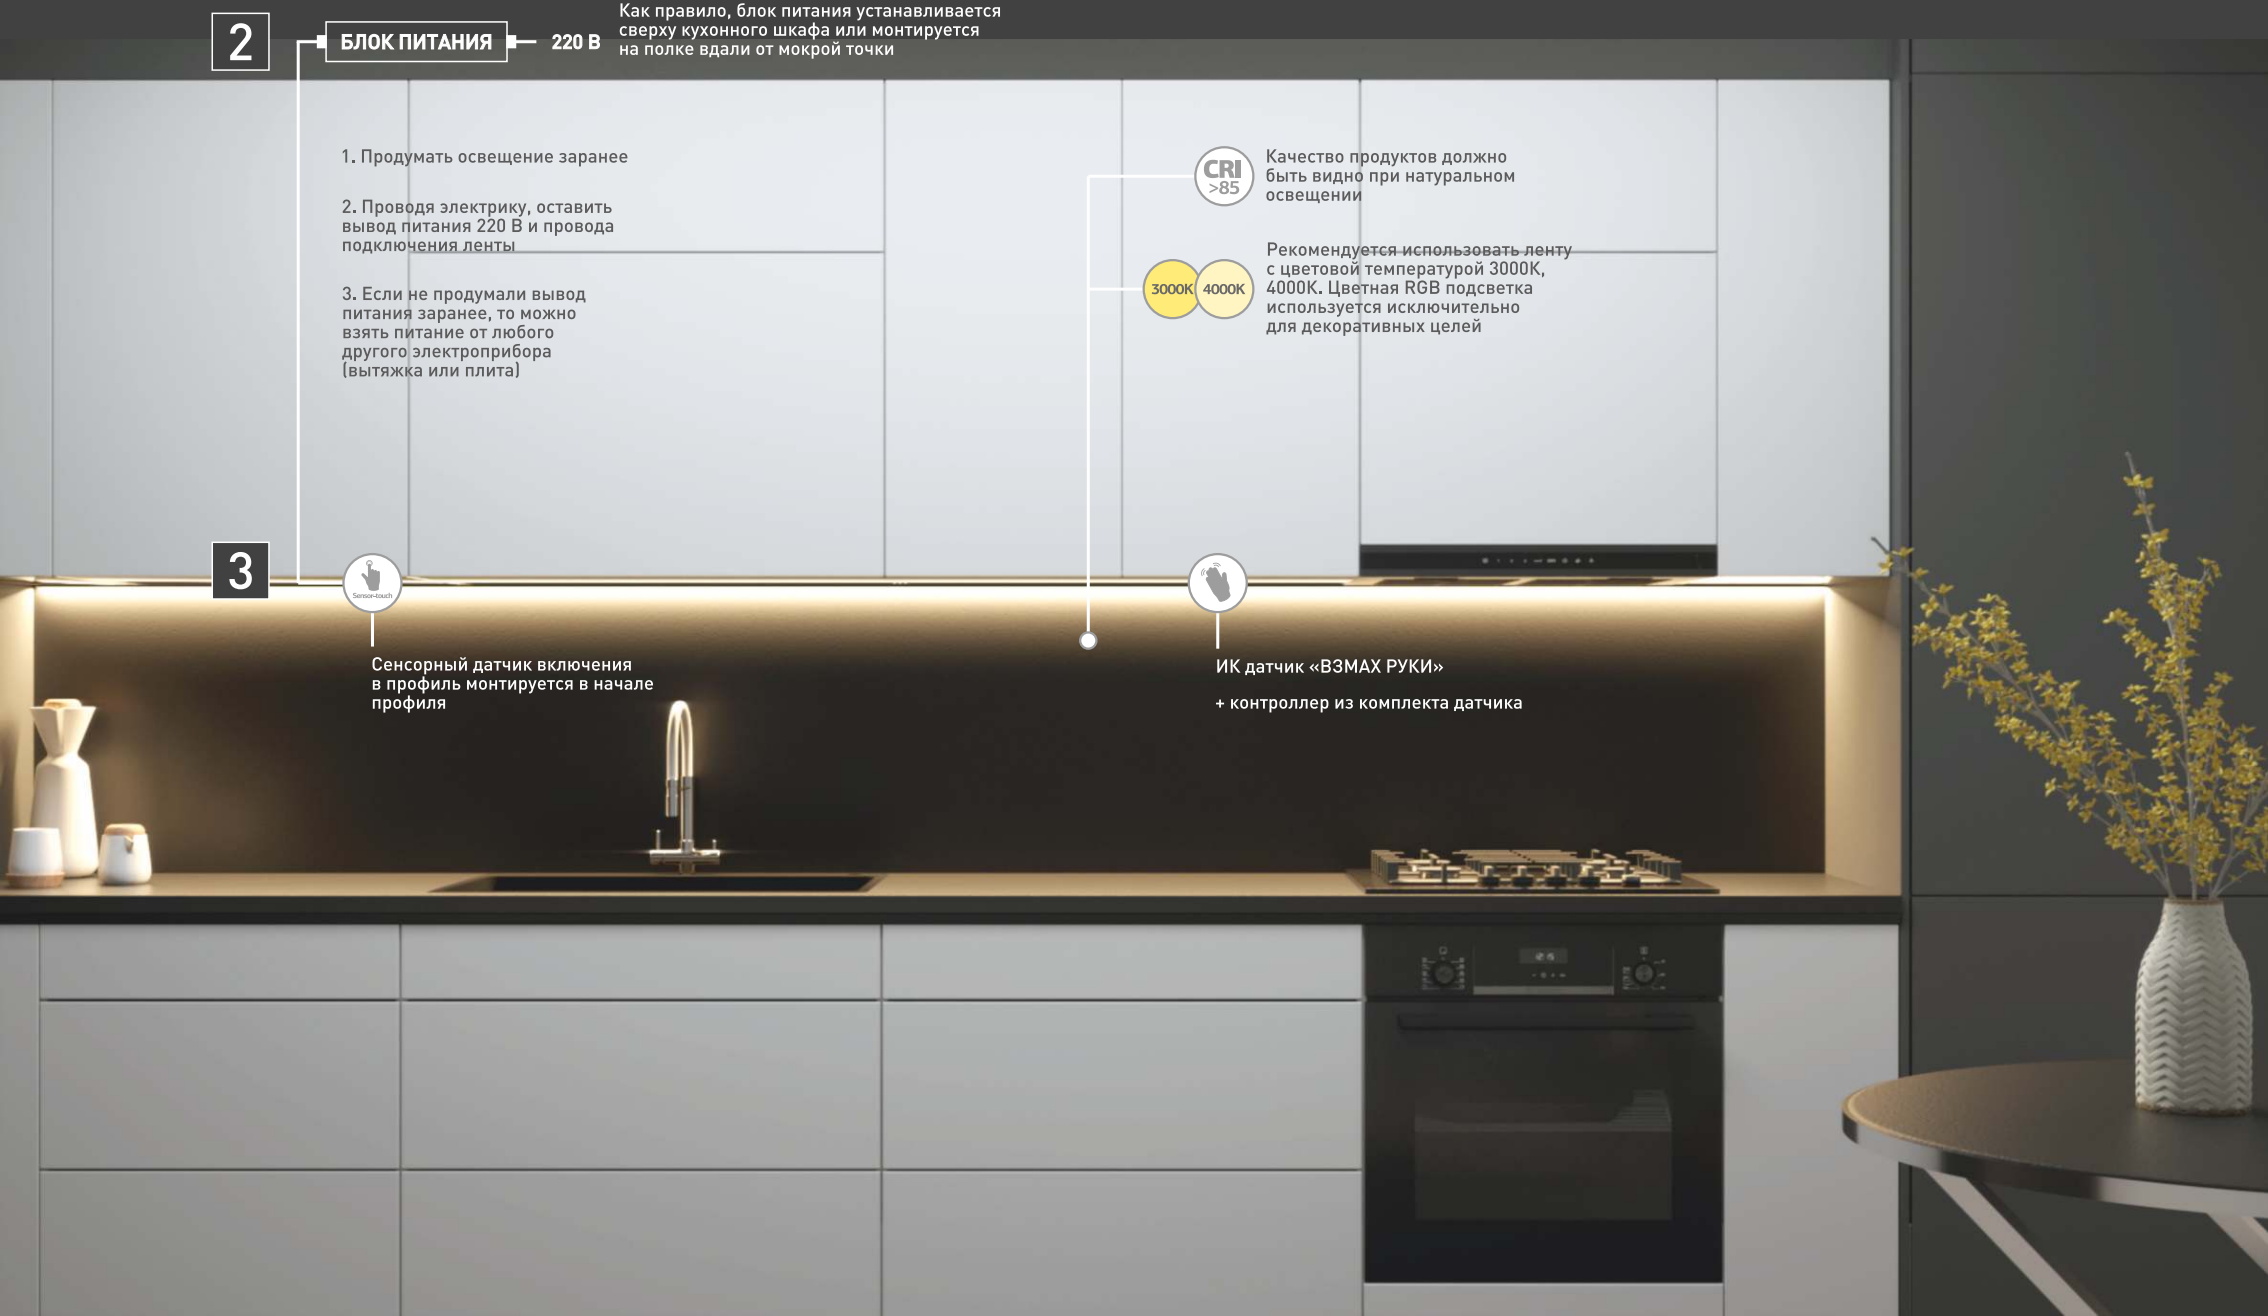 2
БЛОК ПИТАНИЯ
220 В
Как правило, блок питания устанавливается
сверху кухонного шкафа или монтируется
на полке вдали от мокрой точки
1. Продумать освещение заранее
2. Проводя электрику, оставить
вывод питания 220 В и провода
подключения ленты
3. Если не продумали вывод
питания заранее, то можно
взять питание от любого
другого электроприбора
(вытяжка или плита)
CRI
>85
Качество продуктов должно
быть видно при натуральном
освещении
3000K 4000K
Рекомендуется использовать ленту
с цветовой температурой 3000К,
4000К. Цветная RGB подсветка
используется исключительно
для декоративных целей
3
Sensor-touch
Сенсорный датчик включения
в профиль монтируется в начале
профиля
ИК датчик «ВЗМАХ РУКИ»
+ контроллер из комплекта датчика